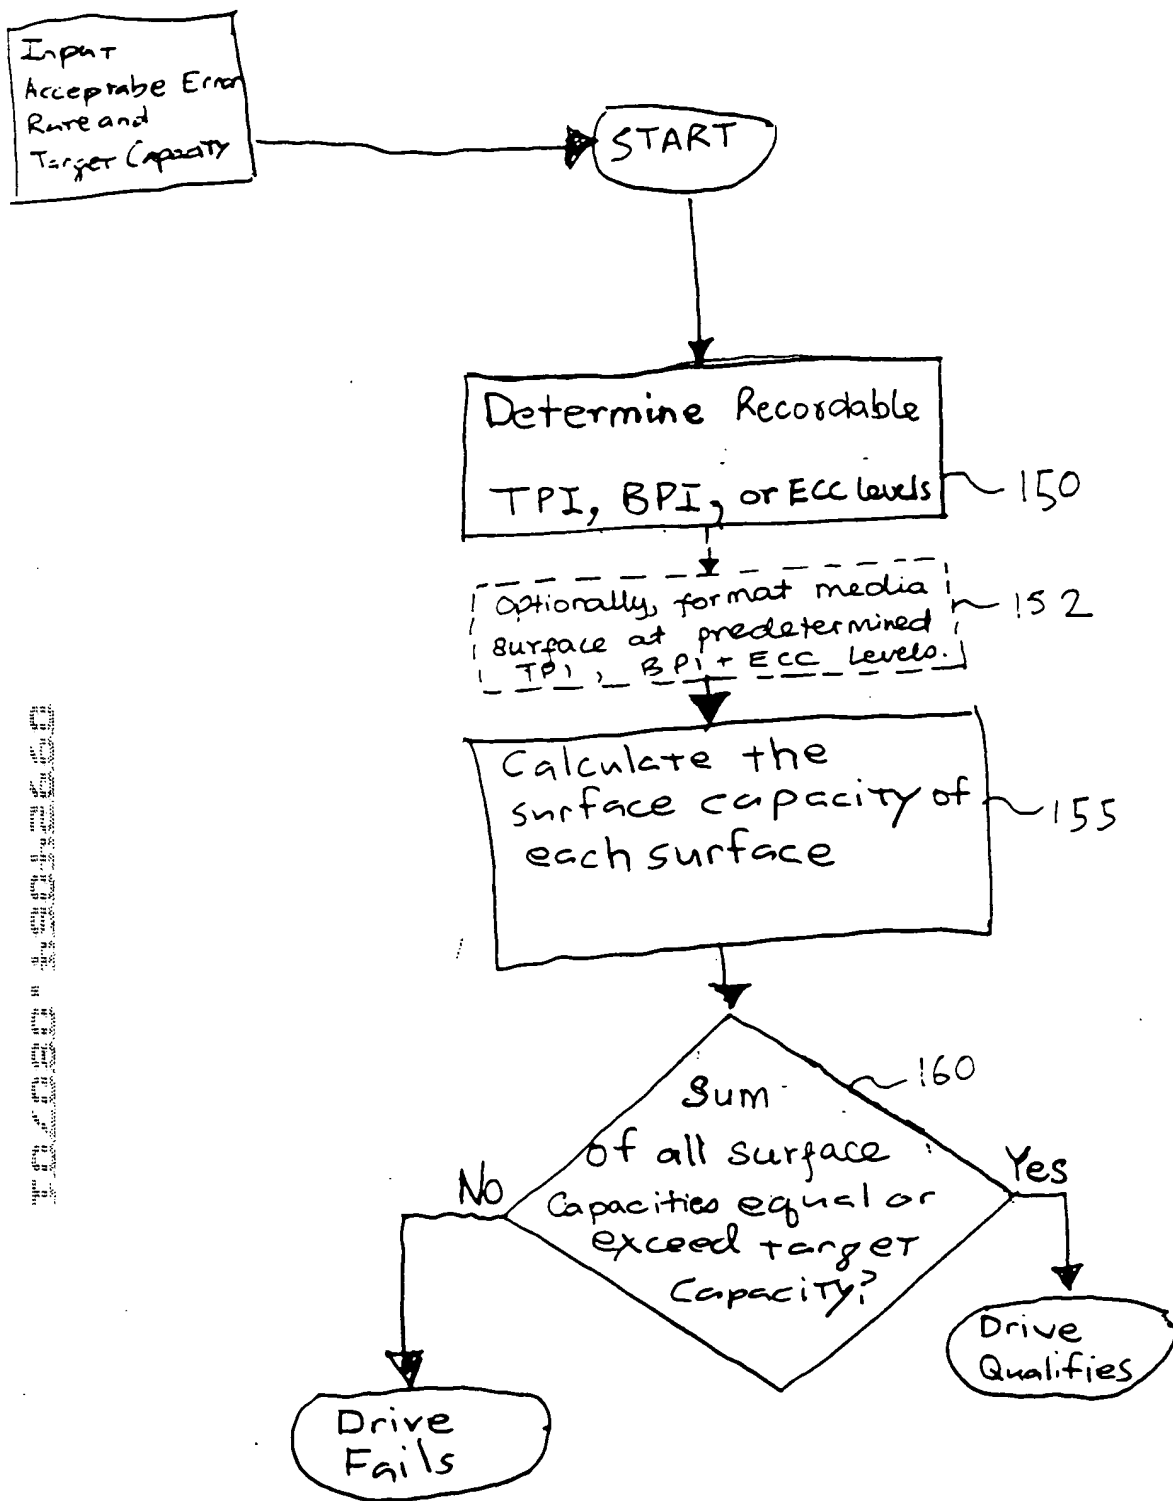 Input
Acceptabe Error
Rate and
Target Capacity
START
Determine Recordable
TPI, BPI, or ECC levels
150
Optionally, format media
surface at predetermined
TPI, BPI + ECC Levels.
152
Calculate the
surface capacity of
each surface
155
160
Sum
of all surface
Capacities equal or
exceed target
Capacity?
No
Yes
Drive
Qualifies
Drive
Fails